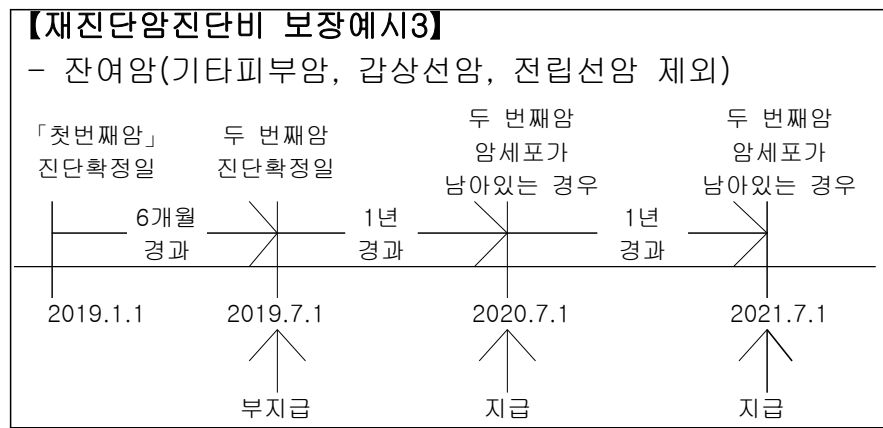 【재진단암진단비 보장예시3】
- 잔여암(기타피부암, 갑상선암, 전립선암 제외)
「첫번째암」
진단확정일
두 번째암
진단확정일
두 번째암
암세포가
남아있는 경우
두 번째암
암세포가
남아있는 경우
6개월
경과
1년
경과
1년
경과
2019.1.1
2019.7.1
2020.7.1
2021.7.1
부지급
지급
지급